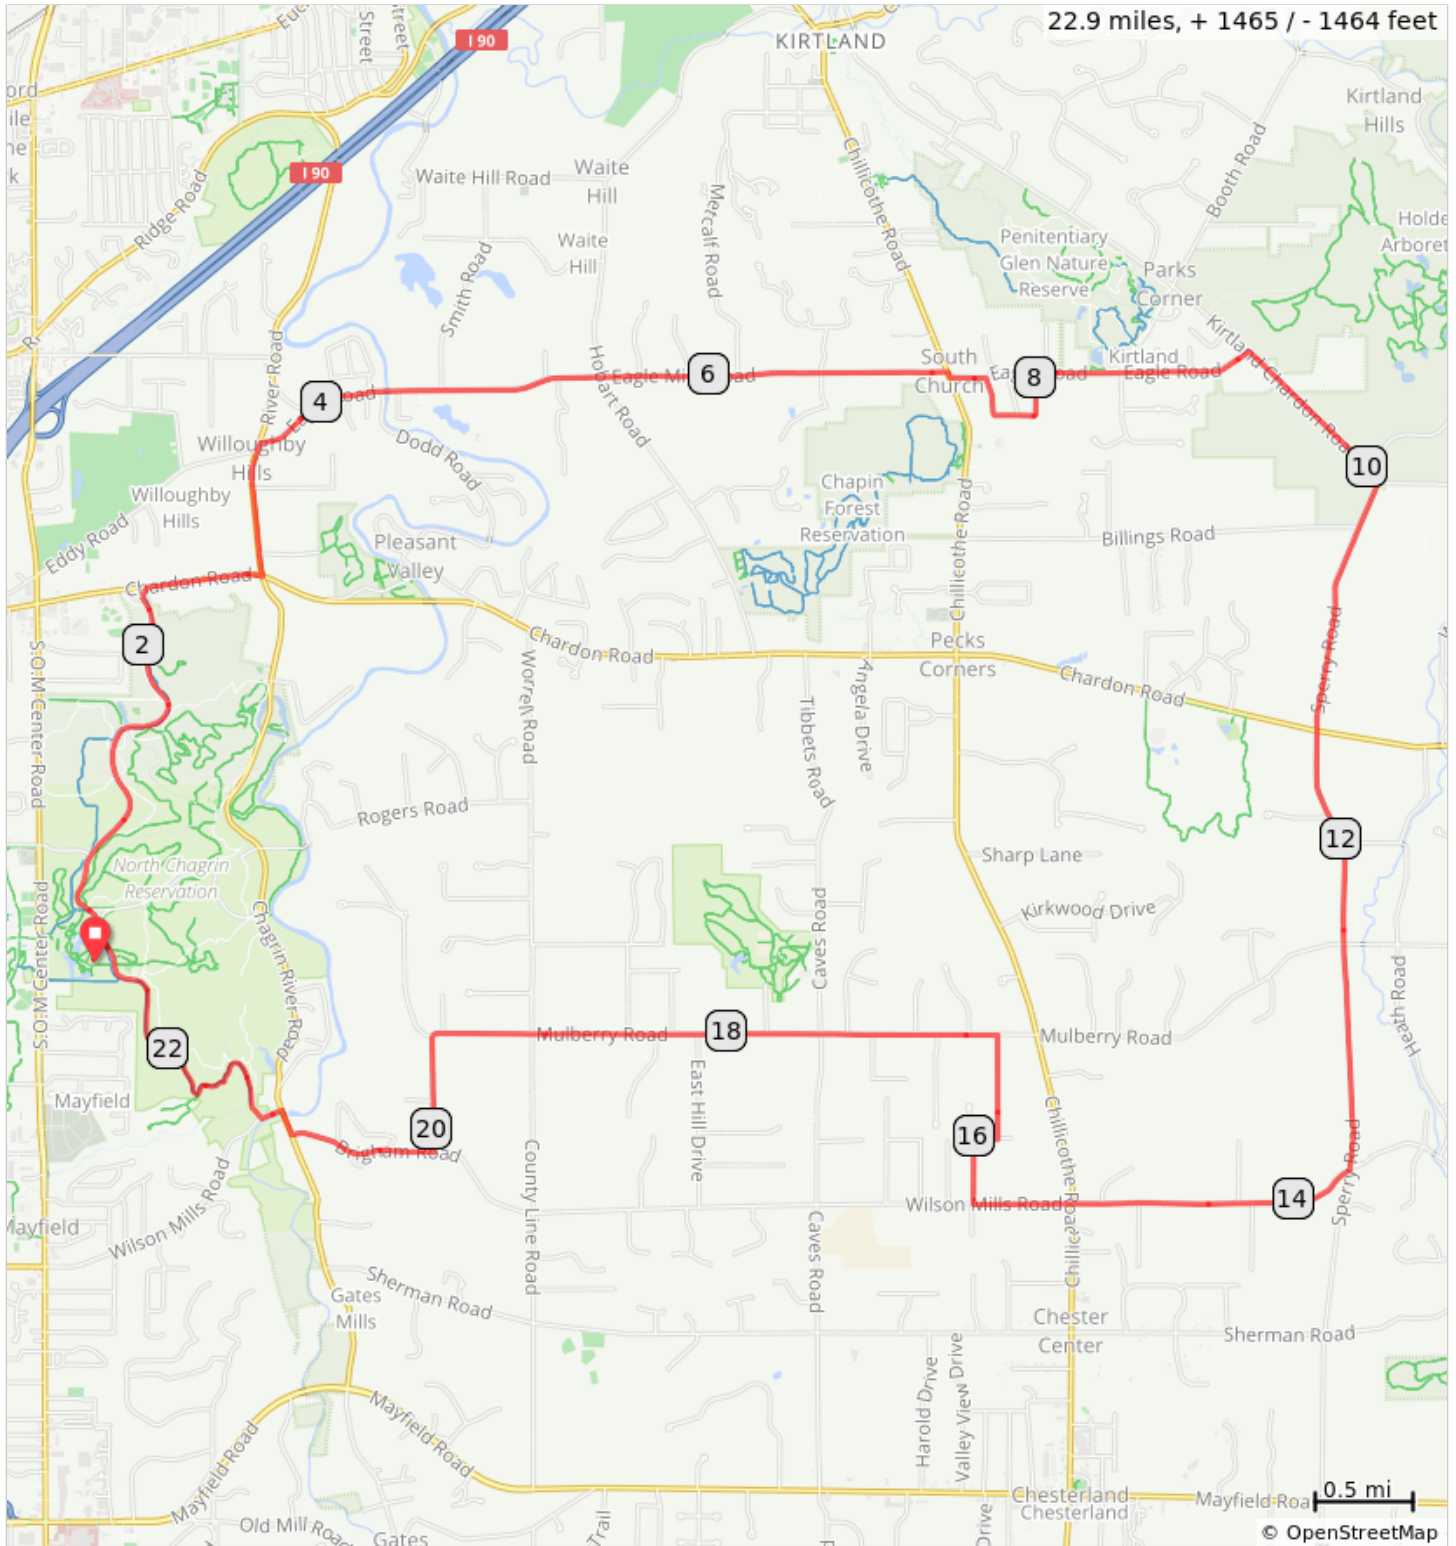 22.9 miles, + 1465 / - 1464 feet
I 90
KIRTLAND
Street
Street
Kirtland
Hills
I 90
Ridge Road
Waite Hill Road
Waite
Hill
Waite
Hill
Metcalf Road
Chillicothe Road
Booth Road
Smith Road
Penitentiary
Glen Nature
Reserve
Parks
Corner
River Road
Hobart Road
South
Church
Kirtland
Eagle Road
Kirtland Chardon Road
6
8
4
10
Willoughby
Hills
Willoughby
Hills
Dodd Road
Eddy Road
Chapin
Forest
Reservation
Billings Road
Pleasant
Valley
Chardon Road
2
Chillicothe Road
Pecks
Corners
Chardon Road
Chardon Road
Sperry Road
S.O.M Center Road
Worrell Road
Tibbets Road
Angela Drive
Rogers Road
12
Sharp Lane
North Chagrin
Reservation
Kirkwood Drive
S.O.M Center Road
Chagrin River Road
Caves Road
Heath Road
22
Mulberry Road
18
Mulberry Road
Mayfield
East Hill Drive
20
16
Brigham Road
Chillicothe Road
Sperry Road
County Line Road
Wilson Mills Road
14
Wilson Mills Road
Mayfield
Caves Road
Sherman Road
Gates
Mills
Chester
Center
Sherman Road
Harold Drive
Valley View Drive
Mayfield Road
Mayfield Road
Chesterland
Chesterland
Mayfield Roa
0.5 mi
Old Mill Road
Gates
Trail
Drive
© OpenStreetMap